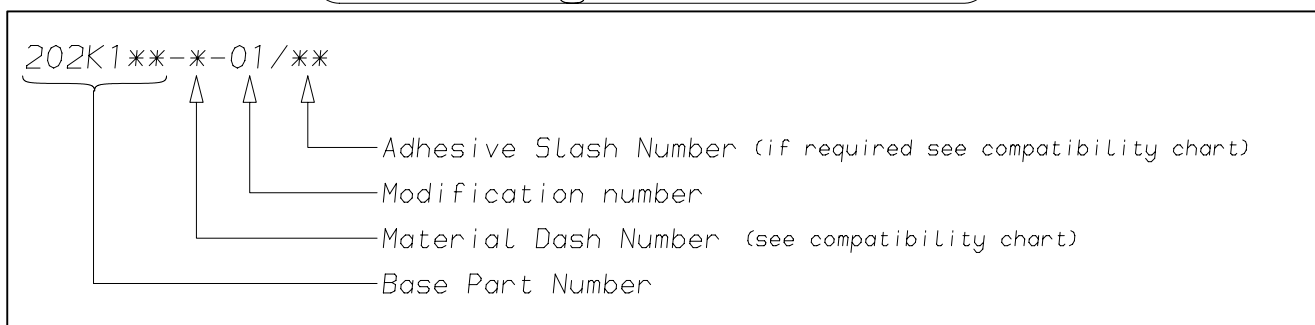 202K1**-*-01/**
Adhesive Slash Number (if required see compatibility chart)
Modification number
Material Dash Number (see compatibility chart)
Base Part Number